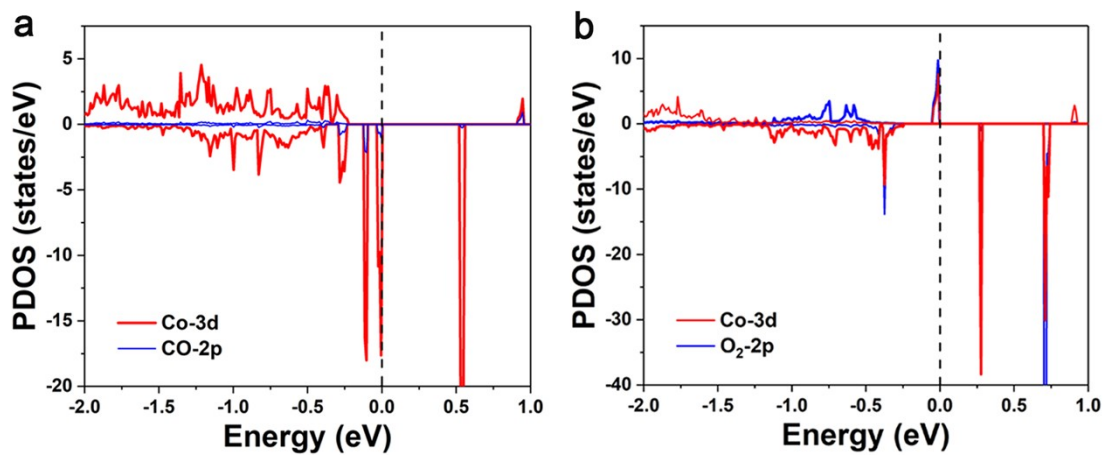 a
PDOS (states/eV)
5
0
-5
-10
-15
-20
Co-3d
CO-2p
-2.0 -1.5 -1.0 -0.5 0.0 0.5 1.0
Energy (eV)
b
PDOS (states/eV)
10
0
-10
-20
-30
-40
Co-3d
O₂-2p
-2.0 -1.5 -1.0 -0.5 0.0 0.5 1.0
Energy (eV)